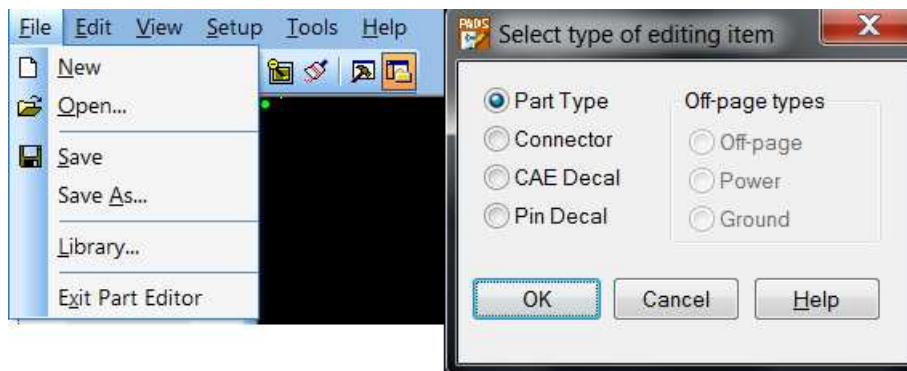 File Edit View Setup Tools Help
New
Open...
Save
Save As...
Library...
Exit Part Editor
PADS
Select type of editing item
X
Part Type
Connector
CAE Decal
Pin Decal
Off-page types
Off-page
Power
Ground
OK Cancel Help